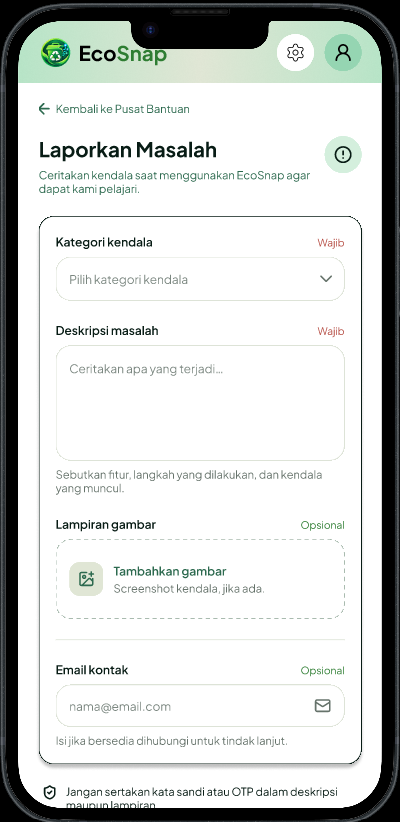 EcoSnap
Kembali ke Pusat Bantuan
Laporkan Masalah
Ceritakan kendala saat menggunakan EcoSnap agar
dapat kami pelajari.
Kategori kendala Wajib
Pilih kategori kendala
Deskripsi masalah Wajib
Ceritakan apa yang terjadi...
Sebutkan fitur, langkah yang dilakukan, dan kendala
yang muncul.
Lampiran gambar Opsional
Tambahkan gambar
Screenshot kendala, jika ada.
Email kontak Opsional
nama@email.com
Isi jika bersedia dihubungi untuk tindak lanjut.
Jangan sertakan kata sandi atau OTP dalam deskripsi
maupun lampiran